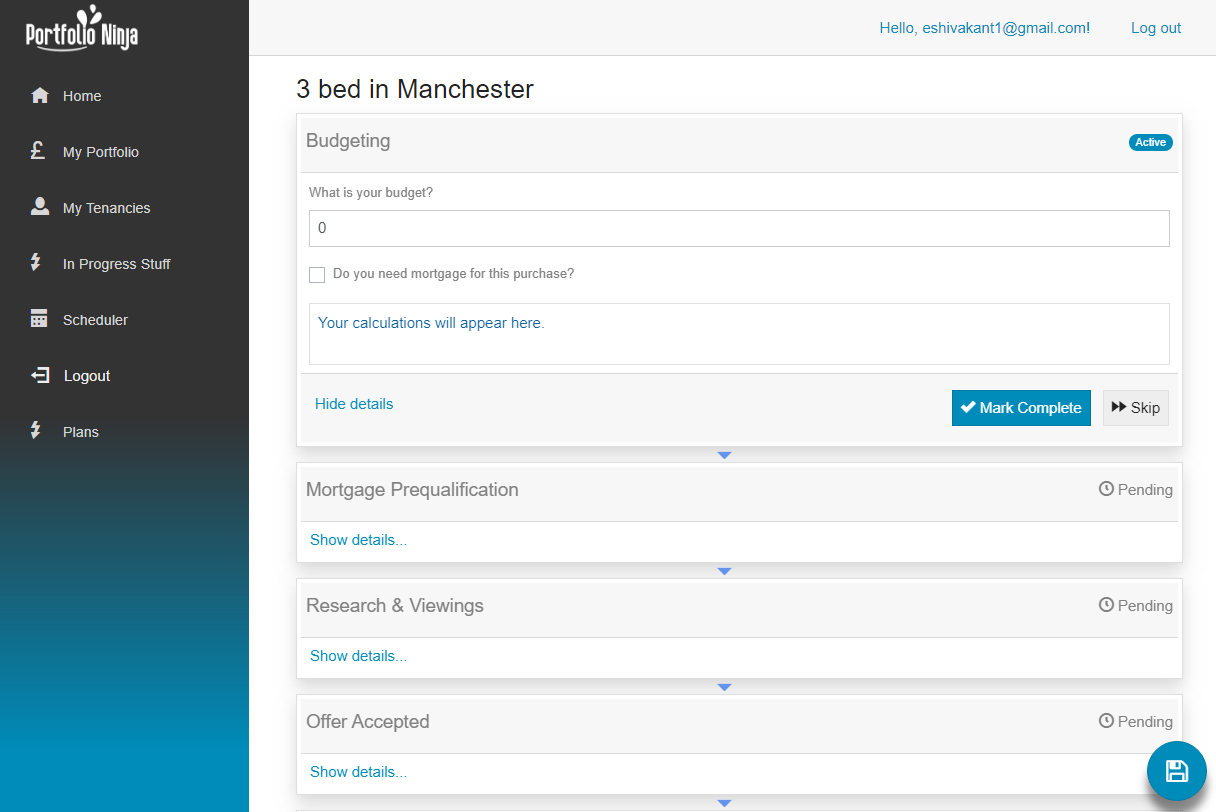 Portfolio Ninja
Hello, eshivakant1@gmail.com!
Log out
Home
My Portfolio
My Tenancies
In Progress Stuff
Scheduler
Logout
Plans
3 bed in Manchester
Budgeting
Active
What is your budget?
0
Do you need mortgage for this purchase?
Your calculations will appear here.
Hide details
Mark Complete
Skip
Mortgage Prequalification
Pending
Show details...
Research & Viewings
Pending
Show details...
Offer Accepted
Pending
Show details...